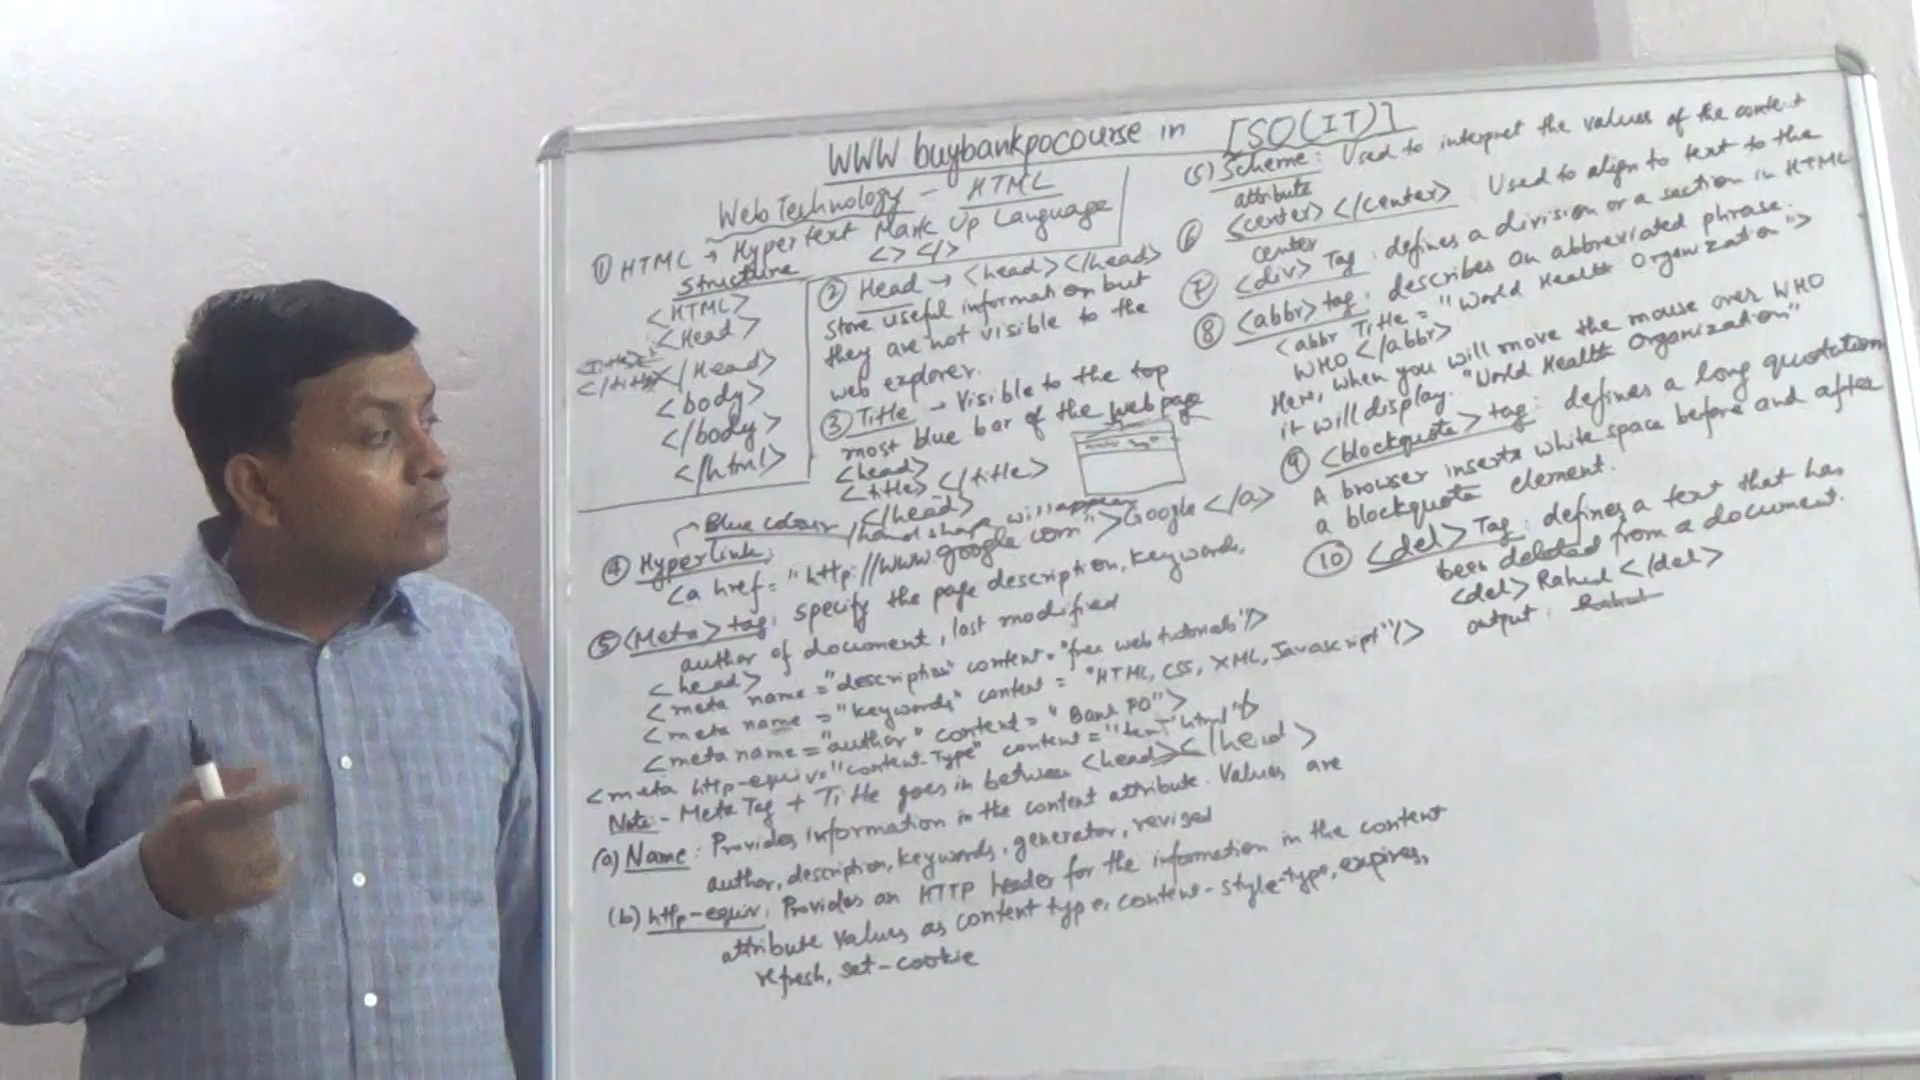 WWW buybankpocourse in [SO(IT)]
Web Technology - HTML
① HTML → Hypertext Mark Up Language
<> </>
Structure
<HTML>
<Head>
<Title>
</title>
</Head>
<body>
</body>
</html>
② Head → <head></head>
store useful information but
they are not visible to the
web explorer.
③ Title → Visible to the top
most blue bar of the webpage
<head>
<title> </title>
</head>
Blue colour / hand shape will appear
④ Hyperlink:
<a href="http://www.google.com">Google</a>
⑤ <Meta> tag: specify the page description, keywords,
author of document, last modified
<head>
<meta name="description" content="free web tutorials"/>
<meta name="keywords" content="HTML, CSS, XML, Javascript"/>
<meta name="author" content="Bank PO">
<meta http-equiv="content-Type" content="text/html"/>
Note:- Meta Tag + Title goes in between <head></head>
(a) Name: Provides information in the content attribute. Values are
author, description, keywords, generator, revised
(b) http-equiv: Provides an HTTP header for the information in the content
attribute values as content type, content-style-type, expires,
refresh, set-cookie
(c) Scheme: Used to interpret the values of the content
attribute
⑥ <center></center> Used to align to text to the
center
⑦ <div> Tag: defines a division or a section in HTML
⑧ <abbr> tag: describes an abbreviated phrase.
<abbr Title="World Health Organization">
WHO </abbr>
Here, when you will move the mouse over WHO
it will display. "World Health Organization"
⑨ <blockquote> tag: defines a long quotation
A browser inserts white space before and after
a blockquote element.
⑩ <del> Tag: defines a text that has
been deleted from a document.
<del> Rahul </del>
output: Rahul